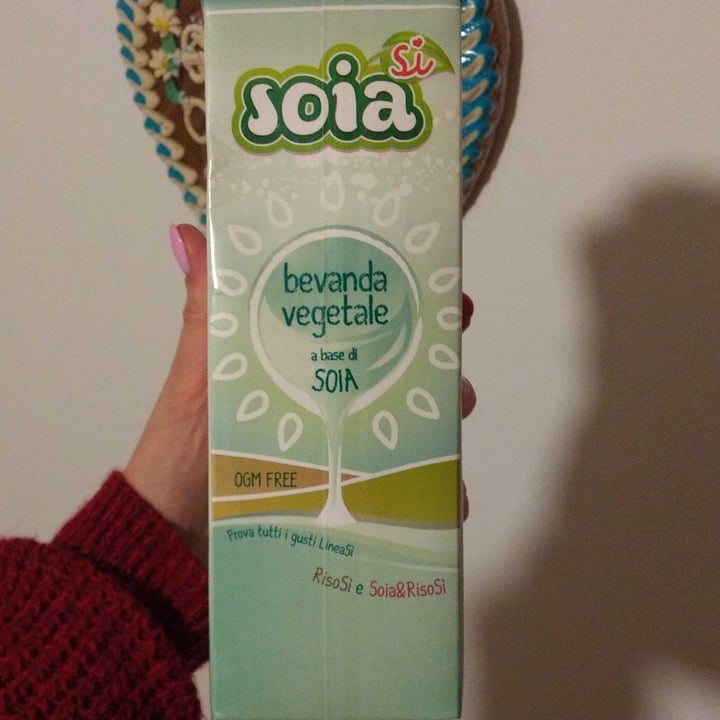 soia
sì
bevanda
vegetale
a base di
SOIA
OGM FREE
Prova tutti i gusti LineaSì
RisoSì e Soia&RisoSì